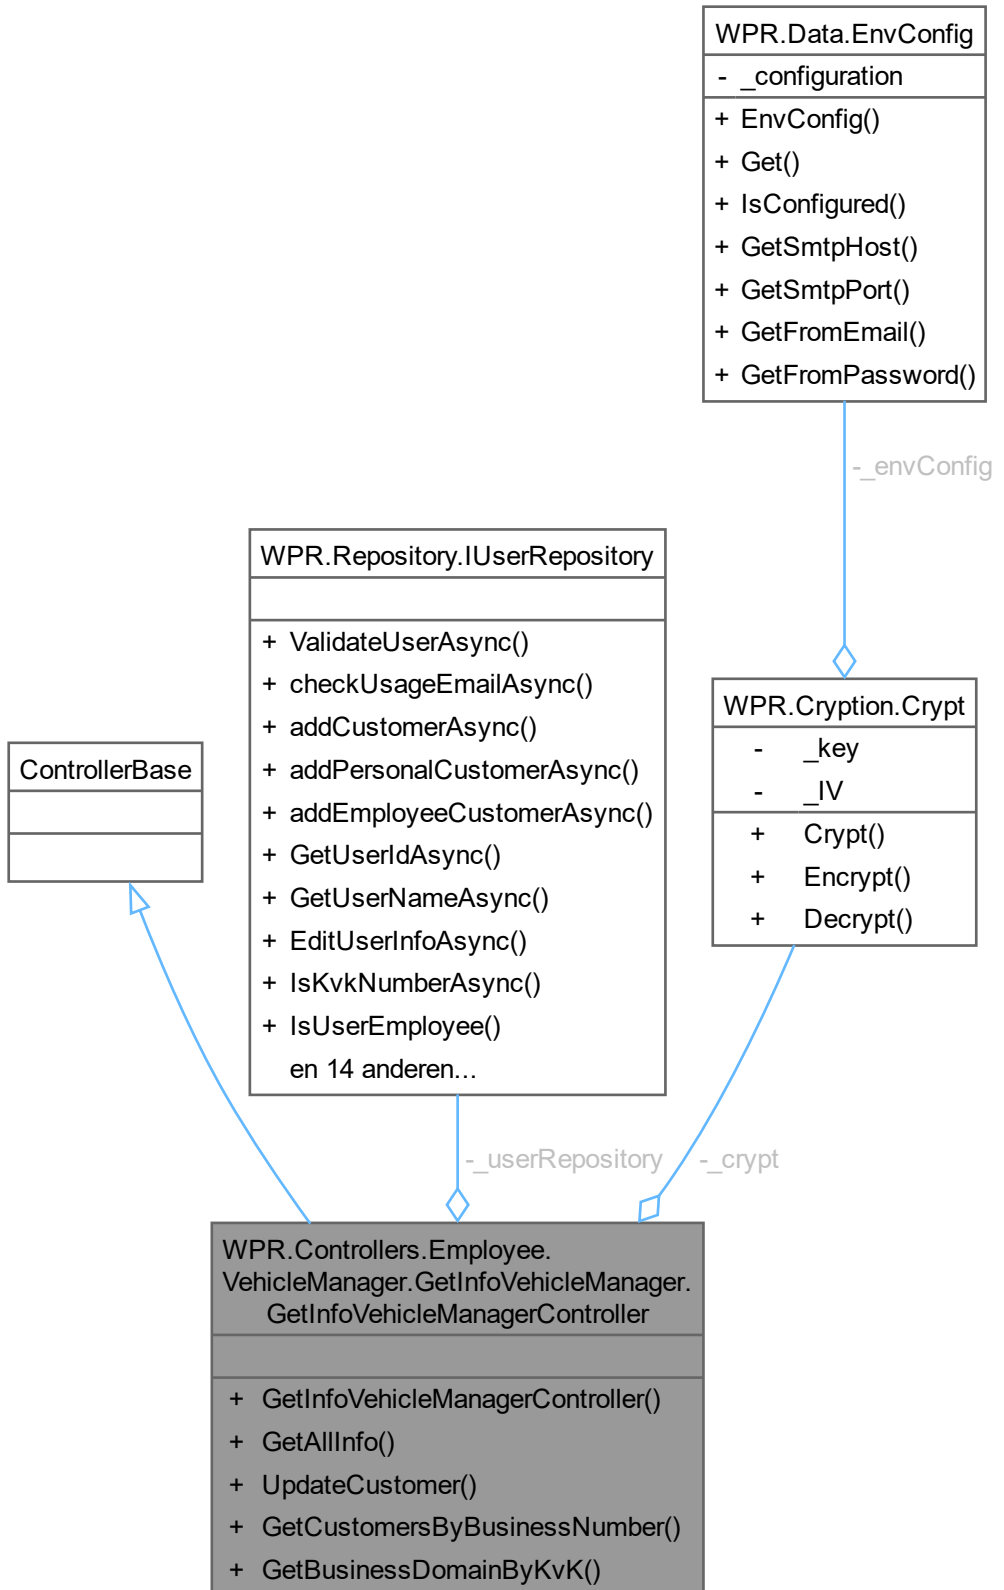 WPR.Data.EnvConfig
- _configuration
+ EnvConfig()
+ Get()
+ IsConfigured()
+ GetSmtpHost()
+ GetSmtpPort()
+ GetFromEmail()
+ GetFromPassword()
-_envConfig
WPR.Repository.IUserRepository
+ ValidateUserAsync()
+ checkUsageEmailAsync()
+ addCustomerAsync()
+ addPersonalCustomerAsync()
+ addEmployeeCustomerAsync()
+ GetUserIdAsync()
+ GetUserNameAsync()
+ EditUserInfoAsync()
+ IsKvkNumberAsync()
+ IsUserEmployee()
en 14 anderen...
WPR.Cryption.Crypt
- _key
- _IV
+ Crypt()
+ Encrypt()
+ Decrypt()
ControllerBase
-_userRepository
-_crypt
WPR.Controllers.Employee.
VehicleManager.GetInfoVehicleManager.
GetInfoVehicleManagerController
+ GetInfoVehicleManagerController()
+ GetAllInfo()
+ UpdateCustomer()
+ GetCustomersByBusinessNumber()
+ GetBusinessDomainByKvK()